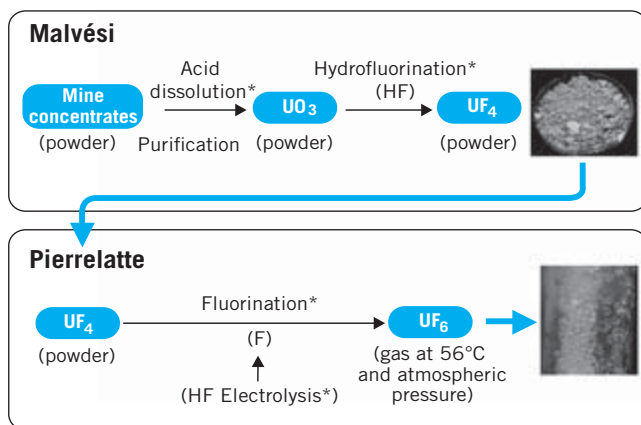 Malvési
Acid
dissolution*
Hydrofluorination*
(HF)
Mine
concentrates
UO₃
UF₄
(powder)
Purification
(powder)
(powder)
Pierrelatte
Fluorination*
UF₄
UF₆
(powder)
(F)
(gas at 56°C
and atmospheric
pressure)
(HF Electrolysis*)